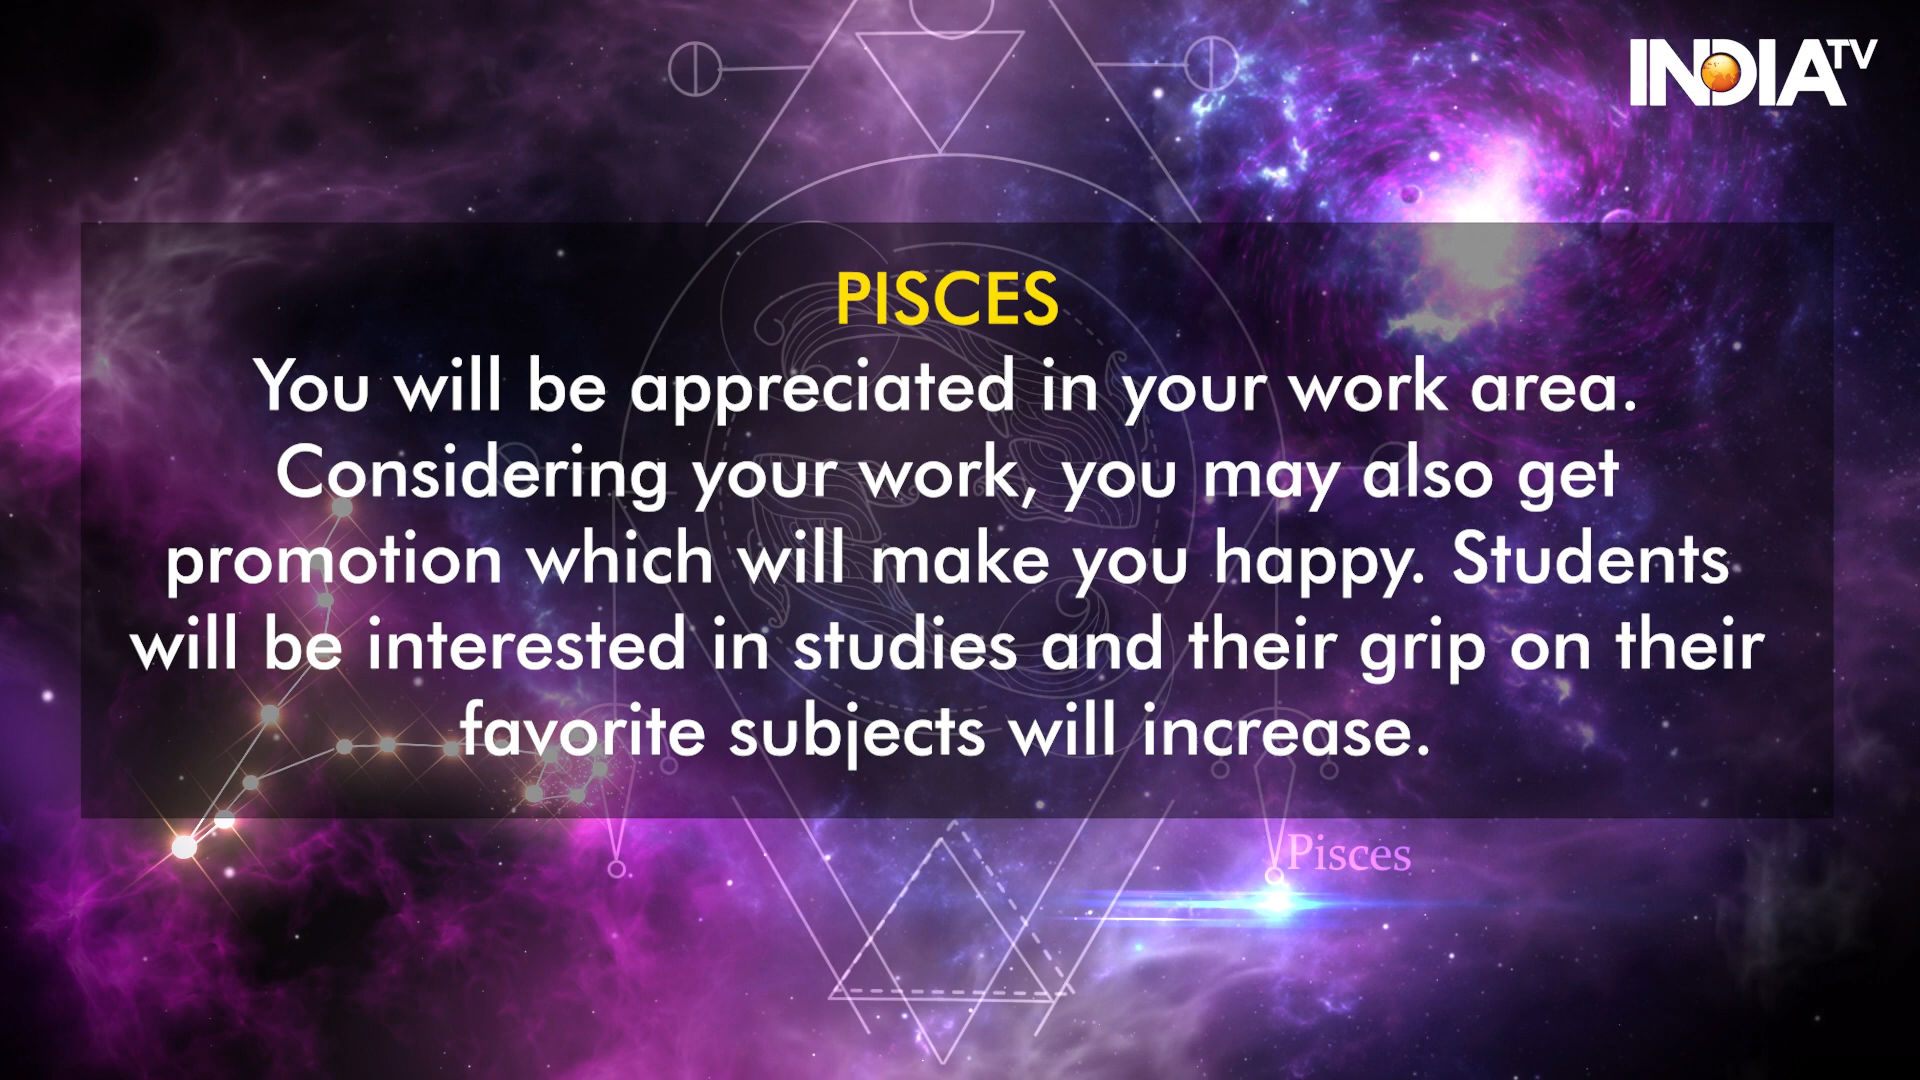 INDIA TV
PISCES
You will be appreciated in your work area.
Considering your work, you may also get
promotion which will make you happy. Students
will be interested in studies and their grip on their
favorite subjects will increase.
Pisces